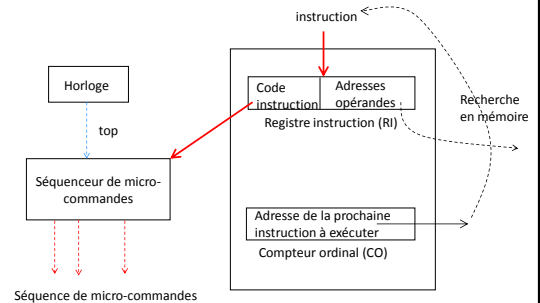 instruction
Horloge
Code
instruction
Adresses
opérandes
Registre instruction (RI)
Recherche
en mémoire
top
Séquenceur de micro-
commandes
Adresse de la prochaine
instruction à exécuter
Compteur ordinal (CO)
Séquence de micro-commandes